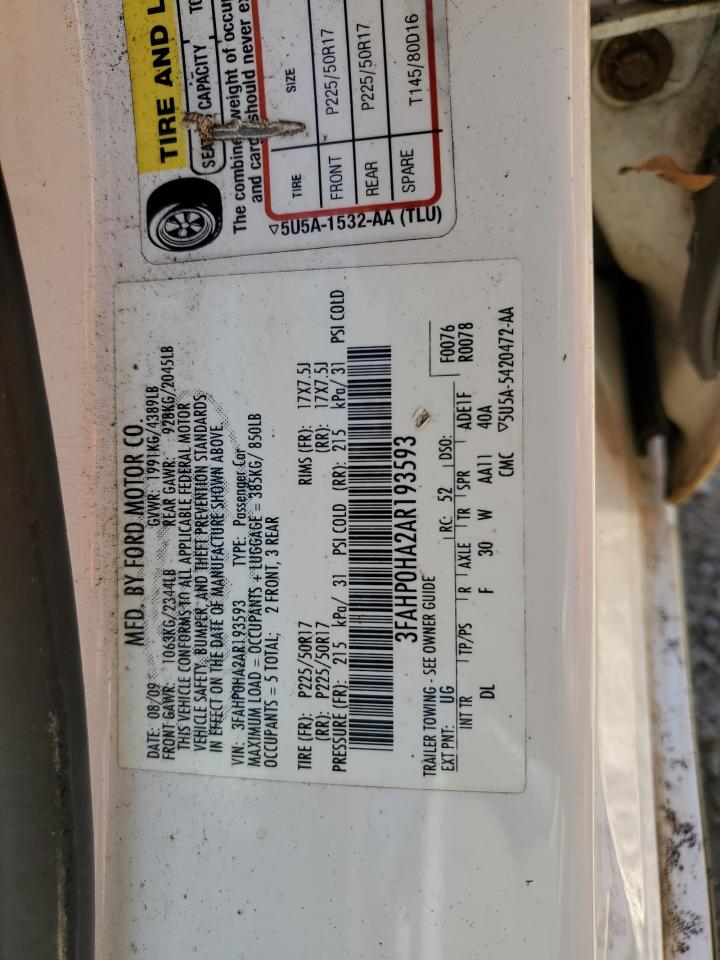 MFD. BY FORD MOTOR CO.
DATE: 08/09 GVWR: 1991KG/4389LB
FRONT GAWR: 1063KG/2344LB REAR GAWR: 928KG/2045LB
THIS VEHICLE CONFORMS TO ALL APPLICABLE FEDERAL MOTOR
VEHICLE SAFETY, BUMPER, AND THEFT PREVENTION STANDARDS
IN EFFECT ON THE DATE OF MANUFACTURE SHOWN ABOVE
VIN: 3FAHP0HA2AR193593 TYPE: Passenger Car
MAXIMUM LOAD = OCCUPANTS + LUGGAGE = 385KG/ 850LB
OCCUPANTS = 5 TOTAL; 2 FRONT, 3 REAR
TIRE (FR): P225/50R17 RIMS (FR): 17X7.5J
(RR): P225/50R17 (RR): 17X7.5J
PRESSURE (FR): 215 kPa/ 31 PSI COLD (RR): 215 kPa/ 31 PSI COLD
3FAHP0HA2AR193593
TRAILER TOWING - SEE OWNER GUIDE
F0076
EXT PNT: UG RC: 52 DSO: R0078
INT TR TP/PS R AXLE TR SPR ADE1F
DL F 30 W AA11 40A
CMC ▽5U5A-5420472-AA
TIRE AND L
SEA CAPACITY TO
The combine weight of occu
and car should never e
TIRE SIZE
FRONT P225/50R17
REAR P225/50R17
SPARE T145/80D16
▽5U5A-1532-AA (TLU)